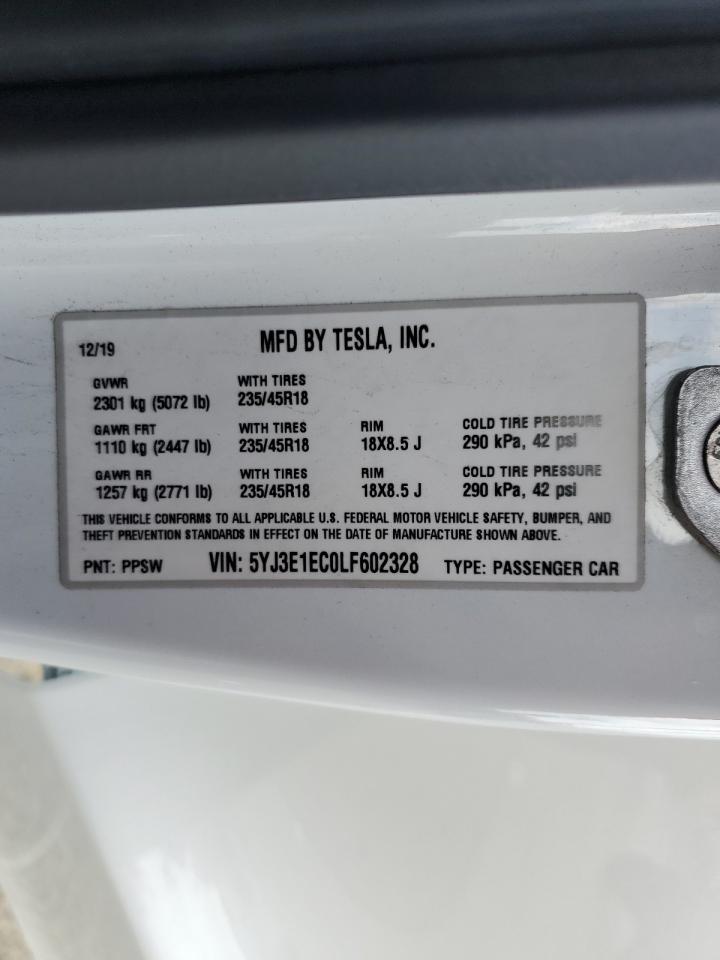 12/19 MFD BY TESLA, INC.
GVWR WITH TIRES
2301 kg (5072 lb) 235/45R18
GAWR FRT WITH TIRES RIM COLD TIRE PRESSURE
1110 kg (2447 lb) 235/45R18 18X8.5 J 290 kPa, 42 psi
GAWR RR WITH TIRES RIM COLD TIRE PRESSURE
1257 kg (2771 lb) 235/45R18 18X8.5 J 290 kPa, 42 psi
THIS VEHICLE CONFORMS TO ALL APPLICABLE U.S. FEDERAL MOTOR VEHICLE SAFETY, BUMPER, AND
THEFT PREVENTION STANDARDS IN EFFECT ON THE DATE OF MANUFACTURE SHOWN ABOVE.
PNT: PPSW VIN: 5YJ3E1EC0LF602328 TYPE: PASSENGER CAR